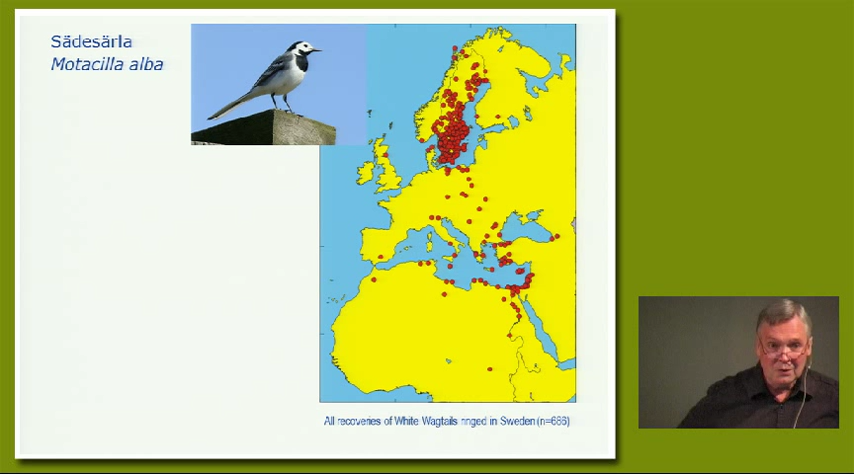 Sädesärla
Motacilla alba
All recoveries of White Wagtails ringed in Sweden (n=686)